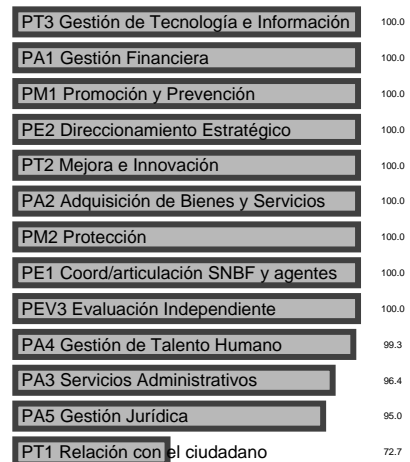 PT3 Gestión de Tecnología e Información 100.0
PA1 Gestión Financiera 100.0
PM1 Promoción y Prevención 100.0
PE2 Direccionamiento Estratégico 100.0
PT2 Mejora e Innovación 100.0
PA2 Adquisición de Bienes y Servicios 100.0
PM2 Protección 100.0
PE1 Coord/articulación SNBF y agentes 100.0
PEV3 Evaluación Independiente 100.0
PA4 Gestión de Talento Humano 99.3
PA3 Servicios Administrativos 96.4
PA5 Gestión Jurídica 95.0
PT1 Relación con el ciudadano 72.7